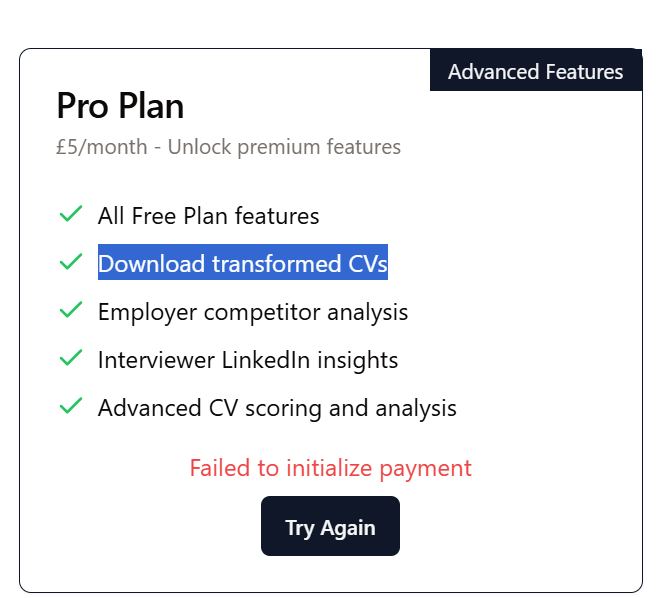 Advanced Features
Pro Plan
£5/month - Unlock premium features
All Free Plan features
Download transformed CVs
Employer competitor analysis
Interviewer LinkedIn insights
Advanced CV scoring and analysis
Failed to initialize payment
Try Again